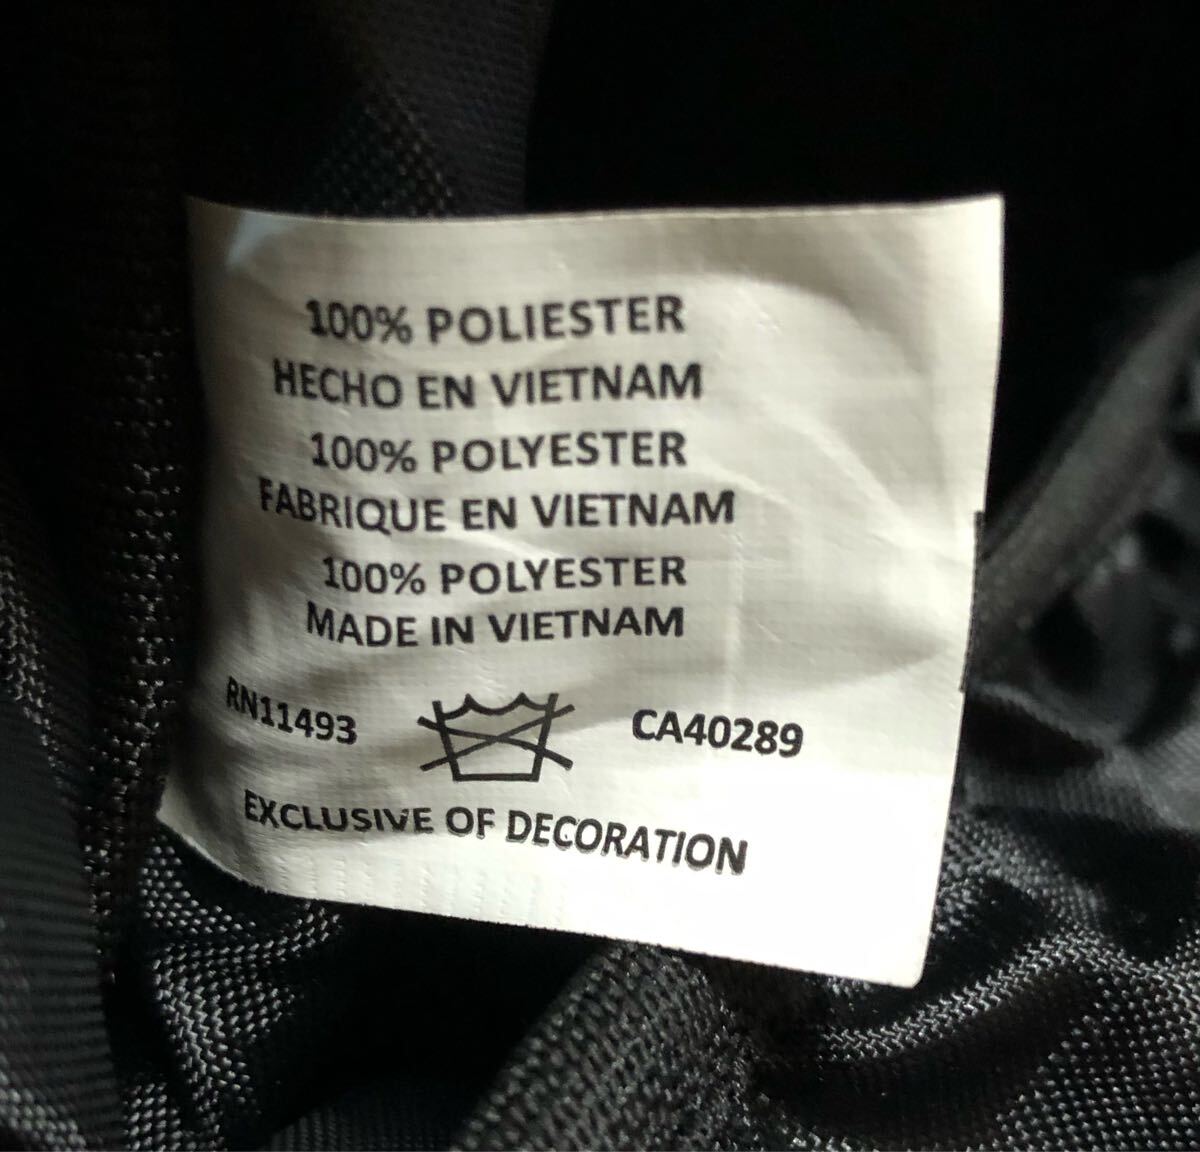 100% POLIESTER
HECHO EN VIETNAM
100% POLYESTER
FABRIQUE EN VIETNAM
100% POLYESTER
MADE IN VIETNAM
RN11493 CA40289
EXCLUSIVE OF DECORATION